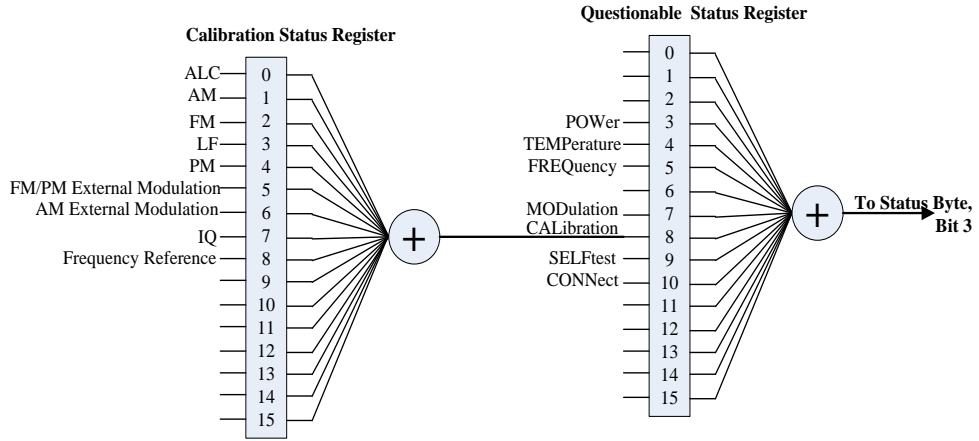 Calibration Status Register
ALC 0
AM 1
FM 2
LF 3
PM 4
FM/PM External Modulation 5
AM External Modulation 6
IQ 7
Frequency Reference 8
9
10
11
12
13
14
15
+
Questionable Status Register
0
1
2
POWer 3
TEMPerature 4
FREQuency 5
6
MODulation 7
CALibration 8
SELFtest 9
CONNect 10
11
12
13
14
15
+
To Status Byte,
Bit 3